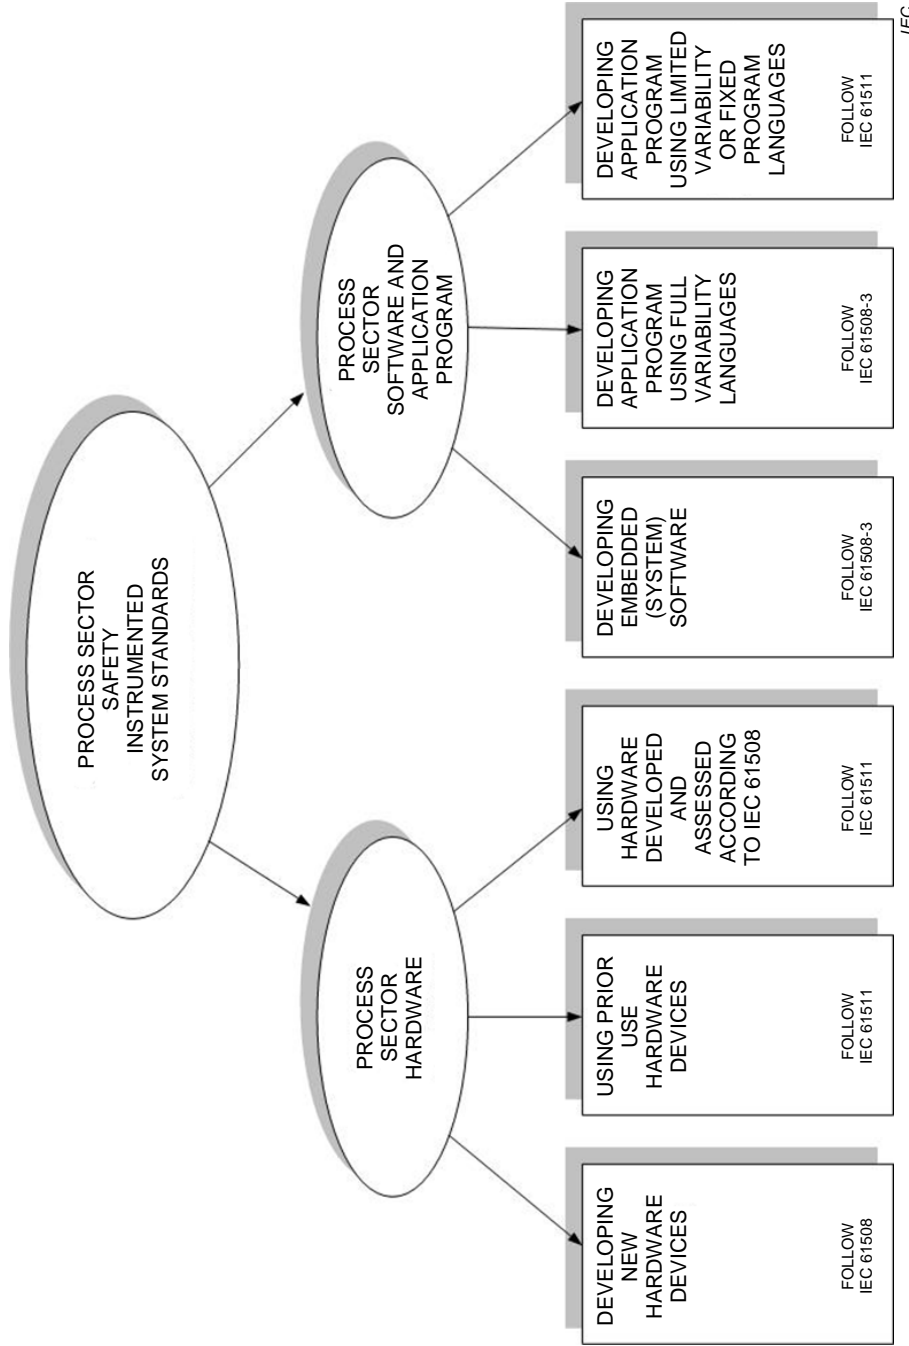 PROCESS SECTOR
SAFETY
INSTRUMENTED
SYSTEM STANDARDS
PROCESS
SECTOR
HARDWARE
PROCESS
SECTOR
SOFTWARE AND
APPLICATION
PROGRAM
DEVELOPING
NEW
HARDWARE
DEVICES
FOLLOW
IEC 61508
USING PRIOR
USE
HARDWARE
DEVICES
FOLLOW
IEC 61511
USING
HARDWARE
DEVELOPED
AND
ASSESSED
ACCORDING
TO IEC 61508
FOLLOW
IEC 61511
DEVELOPING
EMBEDDED
(SYSTEM)
SOFTWARE
FOLLOW
IEC 61508-3
DEVELOPING
APPLICATION
PROGRAM
USING FULL
VARIABILITY
LANGUAGES
FOLLOW
IEC 61508-3
DEVELOPING
APPLICATION
PROGRAM
USING LIMITED
VARIABILITY
OR FIXED
PROGRAM
LANGUAGES
FOLLOW
IEC 61511
IEC